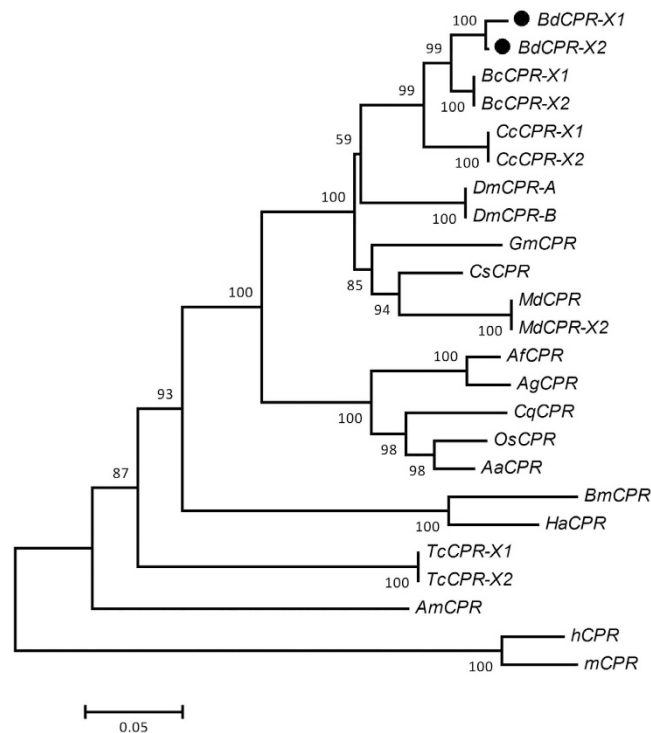 100
BdCPR-X1
BdCPR-X2
99
BcCPR-X1
100
BcCPR-X2
99
CcCPR-X1
100
CcCPR-X2
59
DmCPR-A
100
DmCPR-B
100
GmCPR
85
CsCPR
94
MdCPR
100
MdCPR-X2
100
100
AfCPR
AgCPR
100
CqCPR
98
OsCPR
98
AaCPR
93
BmCPR
100
HaCPR
87
TcCPR-X1
100
TcCPR-X2
AmCPR
hCPR
100
mCPR
0.05